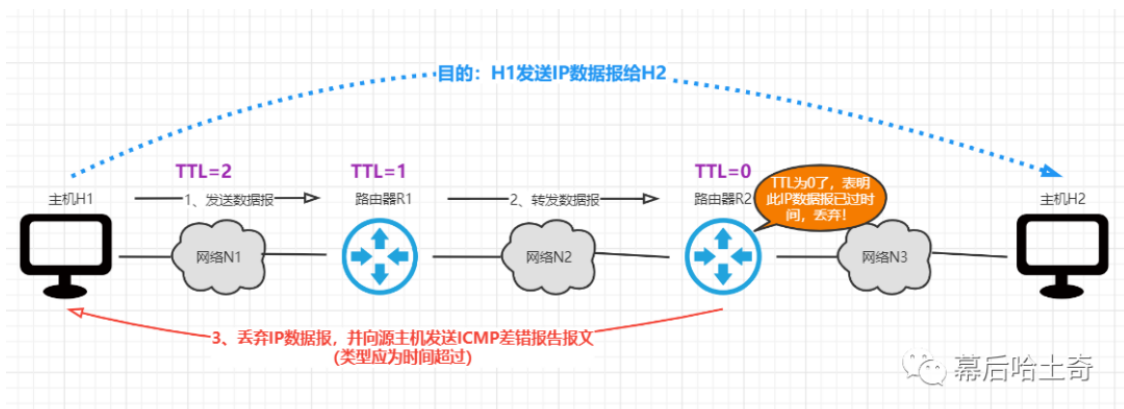 目的：H1发送IP数据报给H2
TTL=2
TTL=1
TTL=0
TTL为0了，表明
此IP数据报已过时
间，丢弃！
主机H1
1、发送数据报
路由器R1
2、转发数据报
路由器R2
主机H2
网络N1
网络N2
网络N3
3、丢弃IP数据报，并向源主机发送ICMP差错报告报文
(类型应为时间超过)
幕后哈士奇